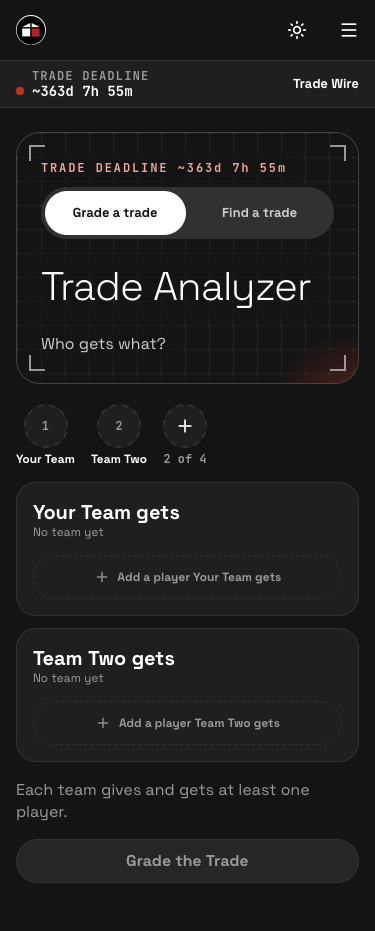 TRADE DEADLINE
~363d 7h 55m
Trade Wire
TRADE DEADLINE ~363d 7h 55m
Grade a trade
Find a trade
Trade Analyzer
Who gets what?
1
2
Your Team
Team Two
2 of 4
Your Team gets
No team yet
Add a player Your Team gets
Team Two gets
No team yet
Add a player Team Two gets
Each team gives and gets at least one
player.
Grade the Trade